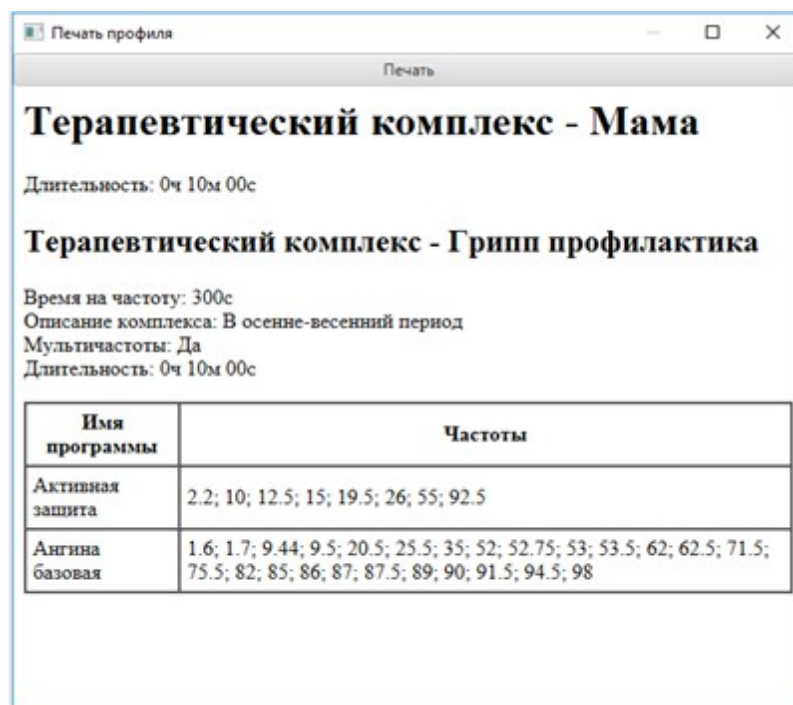 Печать профиля
Печать
Терапевтический комплекс - Мама
Длительность: 0ч 10м 00с
Терапевтический комплекс - Грипп профилактика
Время на частоту: 300с
Описание комплекса: В осенне-весенний период
Мультичастоты: Да
Длительность: 0ч 10м 00с
Имя
программы
Частоты
Активная
защита
2.2; 10; 12.5; 15; 19.5; 26; 55; 92.5
Ангина
базовая
1.6; 1.7; 9.44; 9.5; 20.5; 25.5; 35; 52; 52.75; 53; 53.5; 62; 62.5; 71.5;
75.5; 82; 85; 86; 87; 87.5; 89; 90; 91.5; 94.5; 98